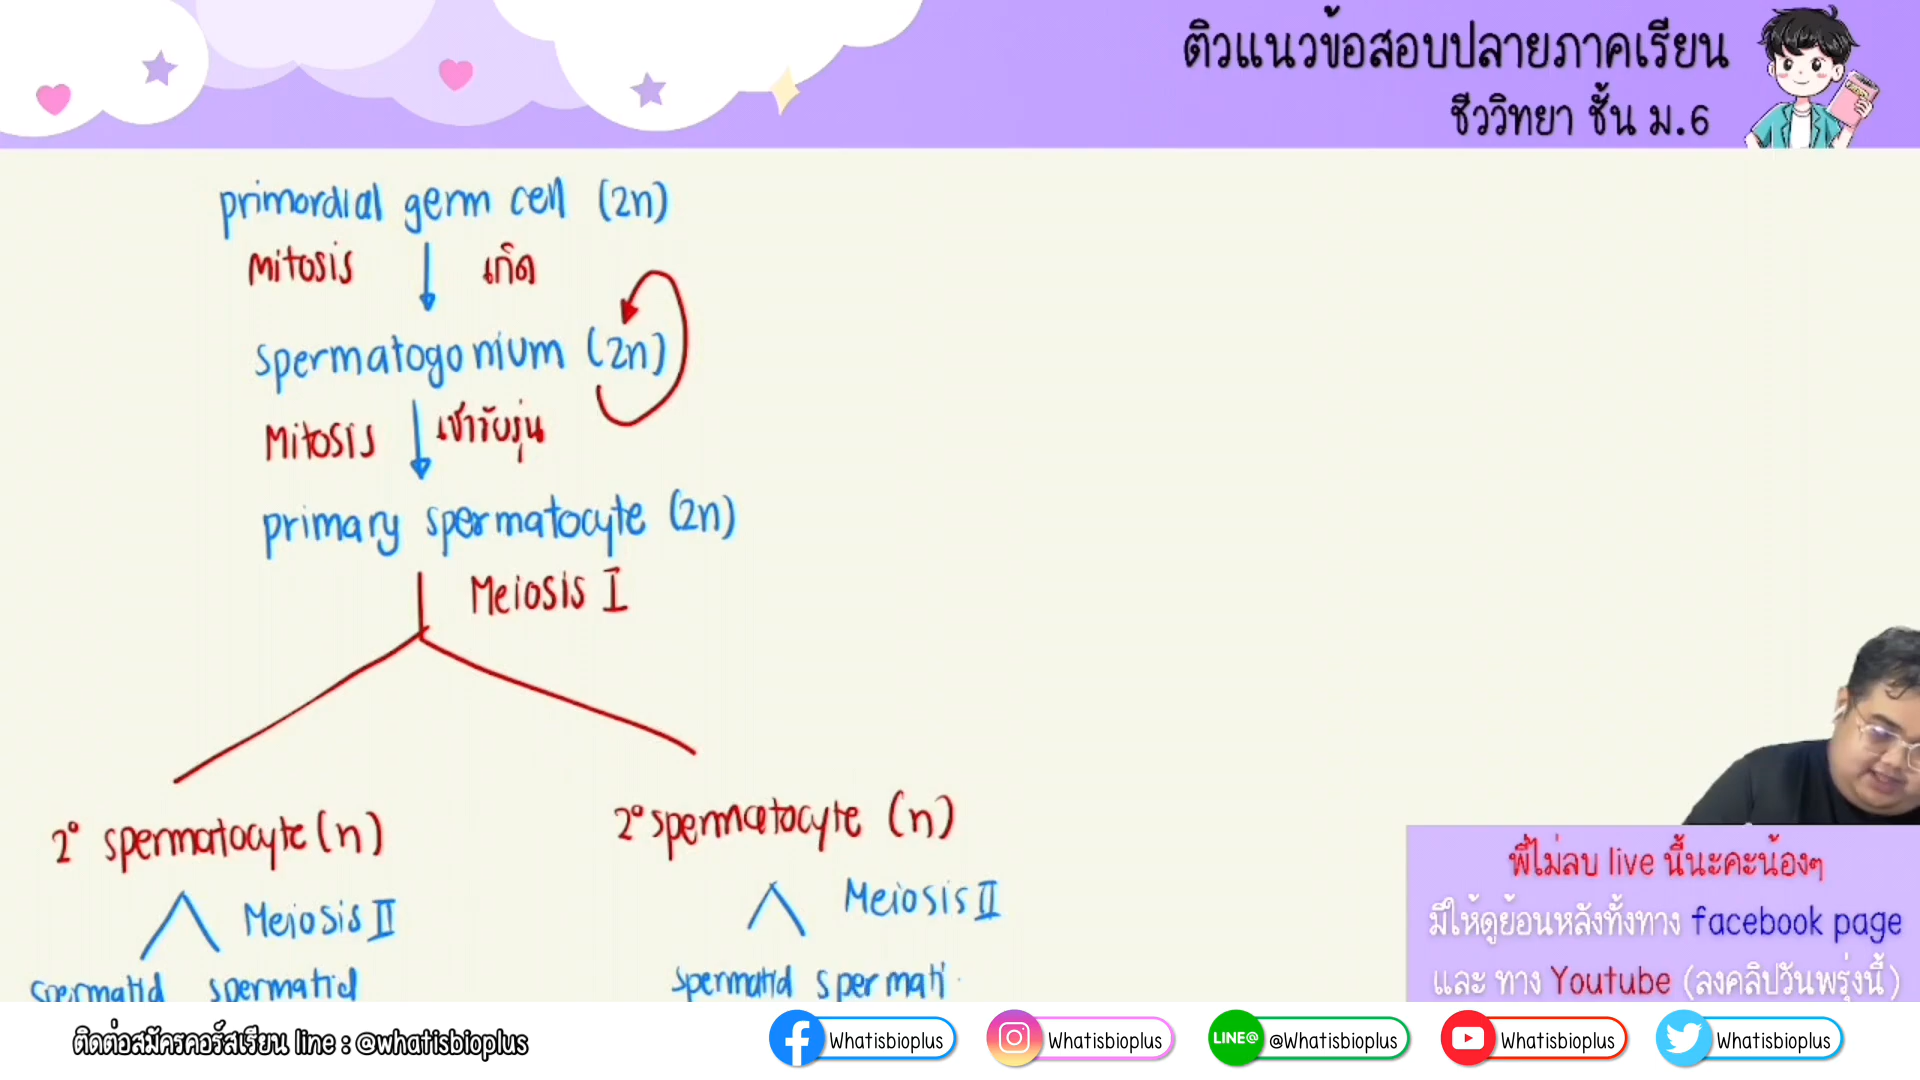 ติวแนวข้อสอบปลายภาคเรียน
ชีววิทยา ชั้น ม.6
primordial germ cell (2n)
Mitosis เกิด
spermatogonium (2n)
Mitosis เข้าวัยรุ่น
primary spermatocyte (2n)
Meiosis I
2° spermatocyte (n) 2° spermatocyte (n)
Meiosis II Meiosis II
spermatid spermatid spermatid spermati
พี่ไม่ลบ live นี้นะคะน้องๆ
มีให้ดูย้อนหลังทั้งทาง facebook page
และ ทาง Youtube (ลงคลิปวันพรุ่งนี้)
ติดต่อสมัครคอร์สเรียน line : @whatisbioplus
Whatisbioplus Whatisbioplus LINE@ @Whatisbioplus Whatisbioplus Whatisbioplus